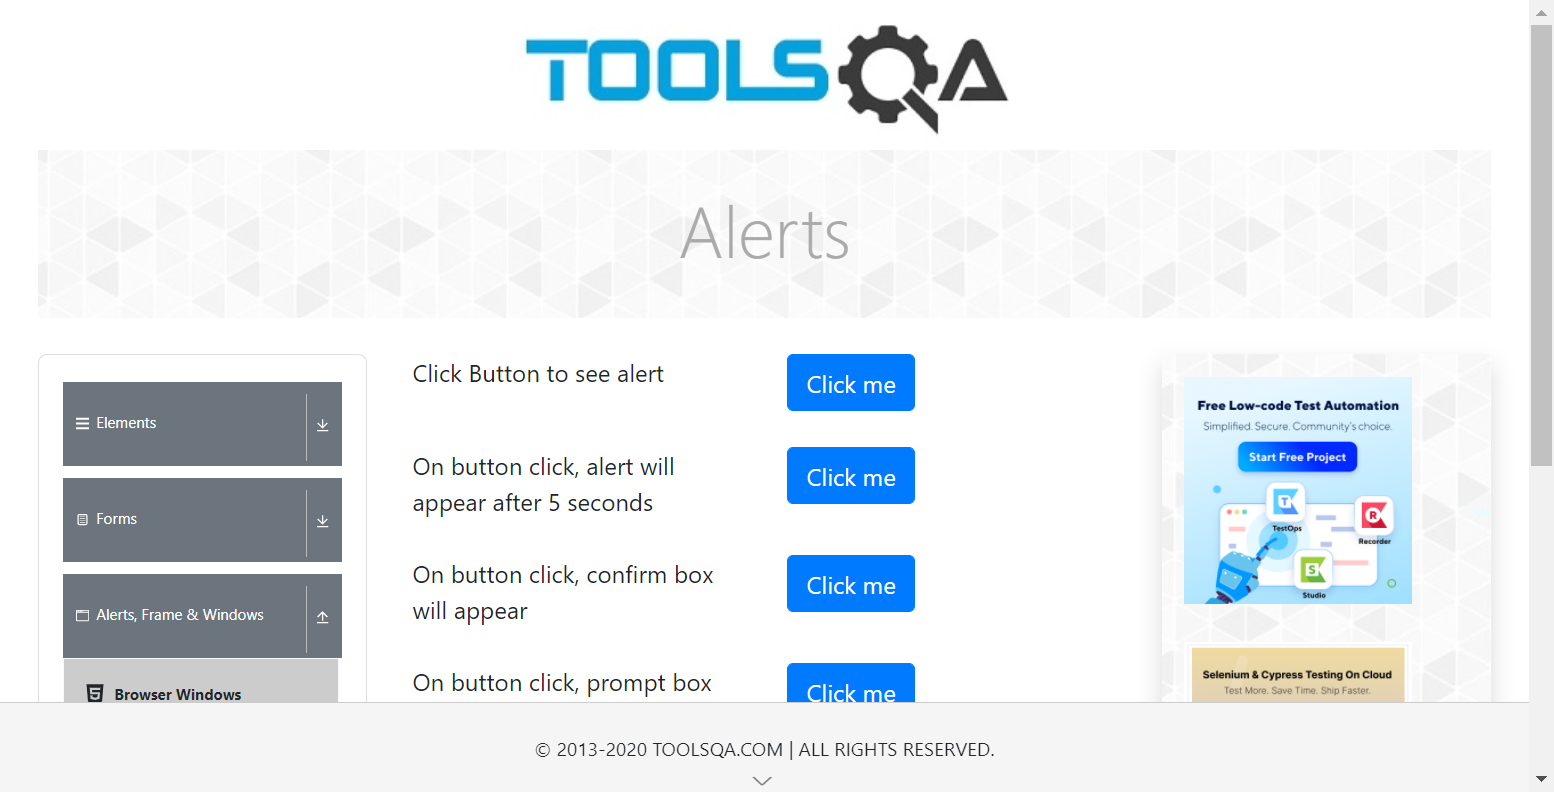 TOOLSQA
Alerts
Elements
Forms
Alerts, Frame & Windows
Browser Windows
Click Button to see alert
Click me
On button click, alert will
appear after 5 seconds
Click me
On button click, confirm box
will appear
Click me
On button click, prompt box
Click me
Free Low-code Test Automation
Simplified. Secure. Community's choice.
Start Free Project
TestOps
Recorder
Studio
Selenium & Cypress Testing On Cloud
Test More. Save Time. Ship Faster.
© 2013-2020 TOOLSQA.COM | ALL RIGHTS RESERVED.